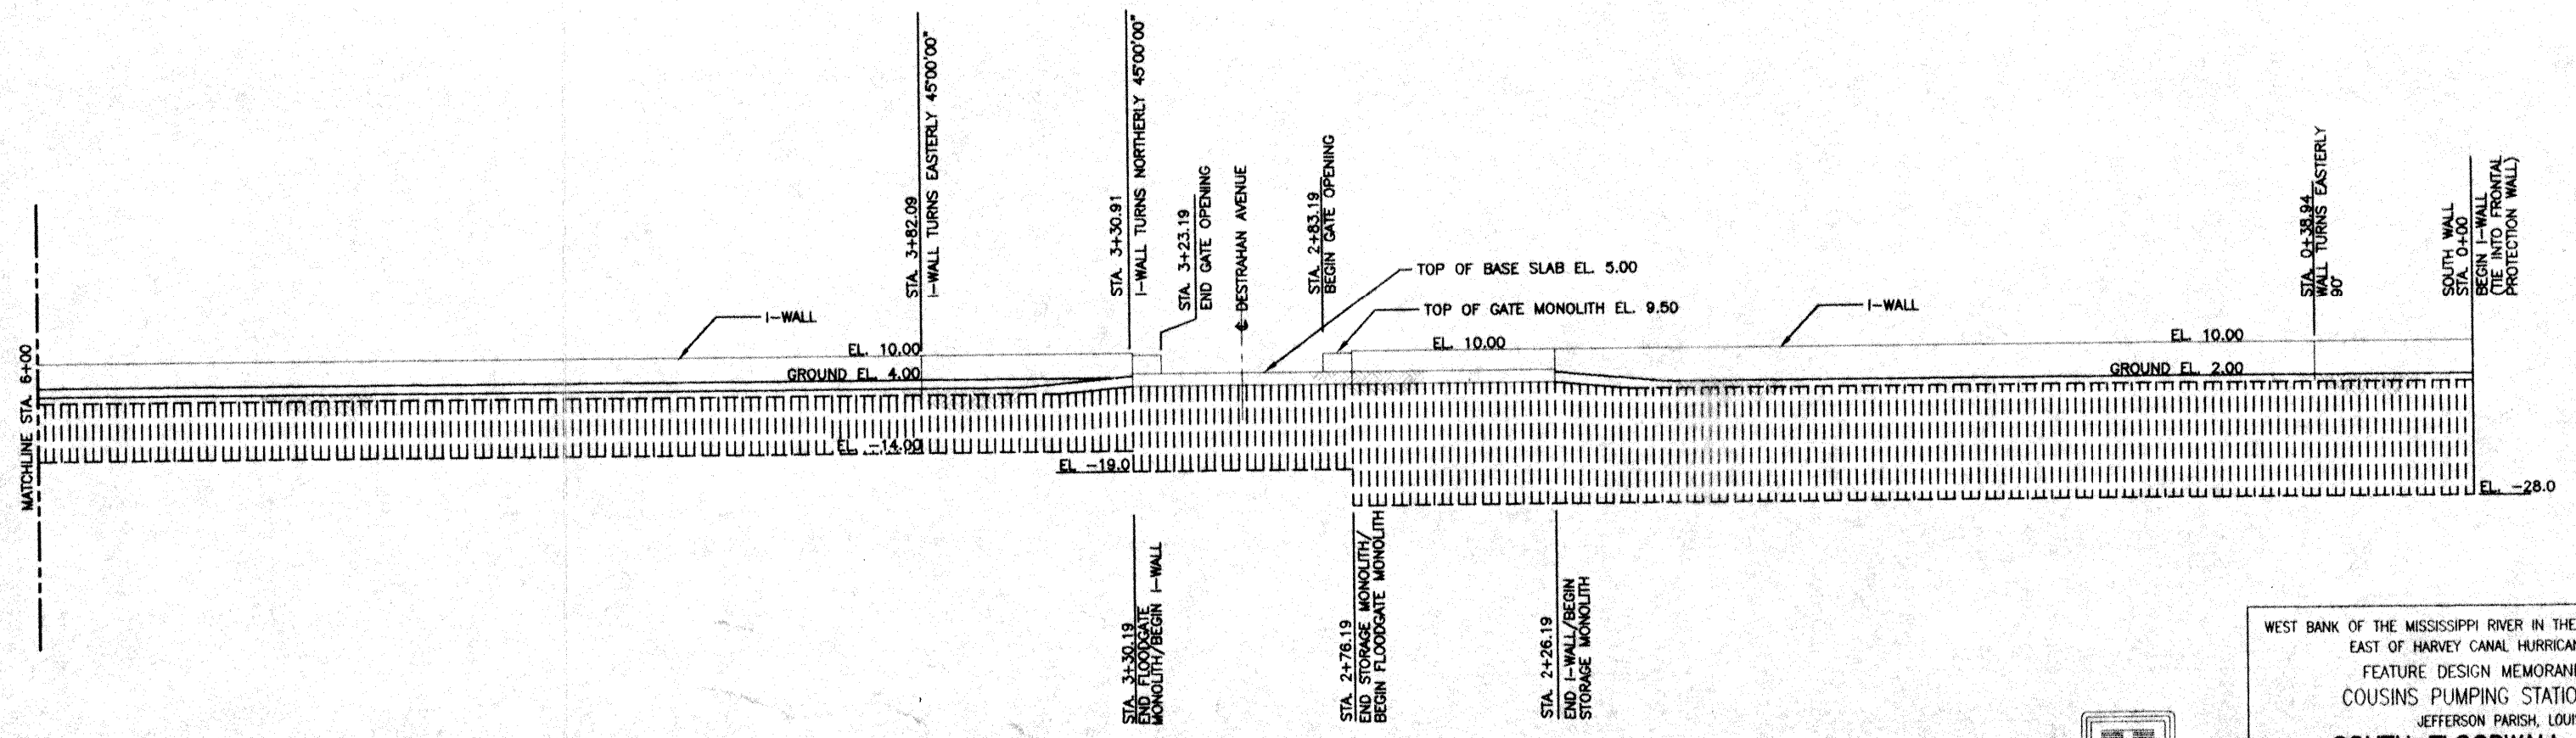 MATCHLINE STA. 6+00
I-WALL
STA. 3+82.09
I-WALL TURNS EASTERLY 45°00'00"
STA. 3+30.91
I-WALL TURNS NORTHERLY 45°00'00"
STA. 3+23.19
END GATE OPENING
℄ DESTRAHAN AVENUE
STA. 2+83.19
BEGIN GATE OPENING
TOP OF BASE SLAB EL. 5.00
TOP OF GATE MONOLITH EL. 9.50
I-WALL
STA. 0+38.94
WALL TURNS EASTERLY
90°
SOUTH WALL
STA. 0+00
BEGIN I-WALL
(TIE INTO FRONTAL
PROTECTION WALL)
EL. 10.00
EL. 10.00
EL. 10.00
GROUND EL. 4.00
GROUND EL. 2.00
EL. -14.00
EL -19.0
EL. -28.0
STA. 3+30.19
END FLOODGATE
MONOLITH/BEGIN I-WALL
STA. 2+76.19
END STORAGE MONOLITH/
BEGIN FLOODGATE MONOLITH
STA. 2+26.19
END I-WALL/BEGIN
STORAGE MONOLITH
WEST BANK OF THE MISSISSIPPI RIVER IN THE
EAST OF HARVEY CANAL
FEATURE DESIGN
COUSINS PUMPING
JEFFERSON PARISH,
SOUTH FLOODWALL